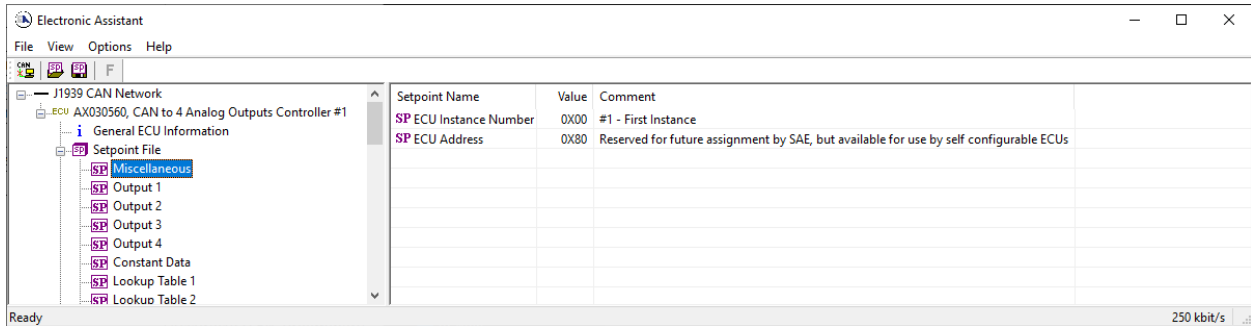 Electronic Assistant
File View Options Help
CAN SP SP F
J1939 CAN Network
ECU AX030560, CAN to 4 Analog Outputs Controller #1
i General ECU Information
SP Setpoint File
SP Miscellaneous
SP Output 1
SP Output 2
SP Output 3
SP Output 4
SP Constant Data
SP Lookup Table 1
SP Lookup Table 2
Setpoint Name Value Comment
SP ECU Instance Number 0X00 #1 - First Instance
SP ECU Address 0X80 Reserved for future assignment by SAE, but available for use by self configurable ECUs
Ready 250 kbit/s